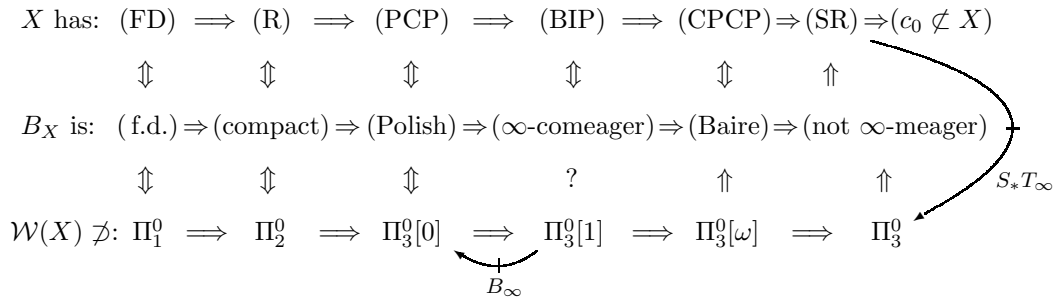 X has: (FD) ⟹ (R) ⟹ (PCP) ⟹ (BIP) ⟹ (CPCP)⇒(SR)⇒(c₀ ⊄ X)
⇕ ⇕ ⇕ ⇕ ⇕ ⇑
B_X is: (f.d.)⇒(compact)⇒(Polish)⇒(∞-comeager)⇒(Baire)⇒(not ∞-meager)
⇕ ⇕ ⇕ ? ⇑ ⇑ S_*T_∞
𝒲(X) ⊅: Π⁰₁ ⟹ Π⁰₂ ⟹ Π⁰₃[0] ⟹ Π⁰₃[1] ⟹ Π⁰₃[ω] ⟹ Π⁰₃
B_∞